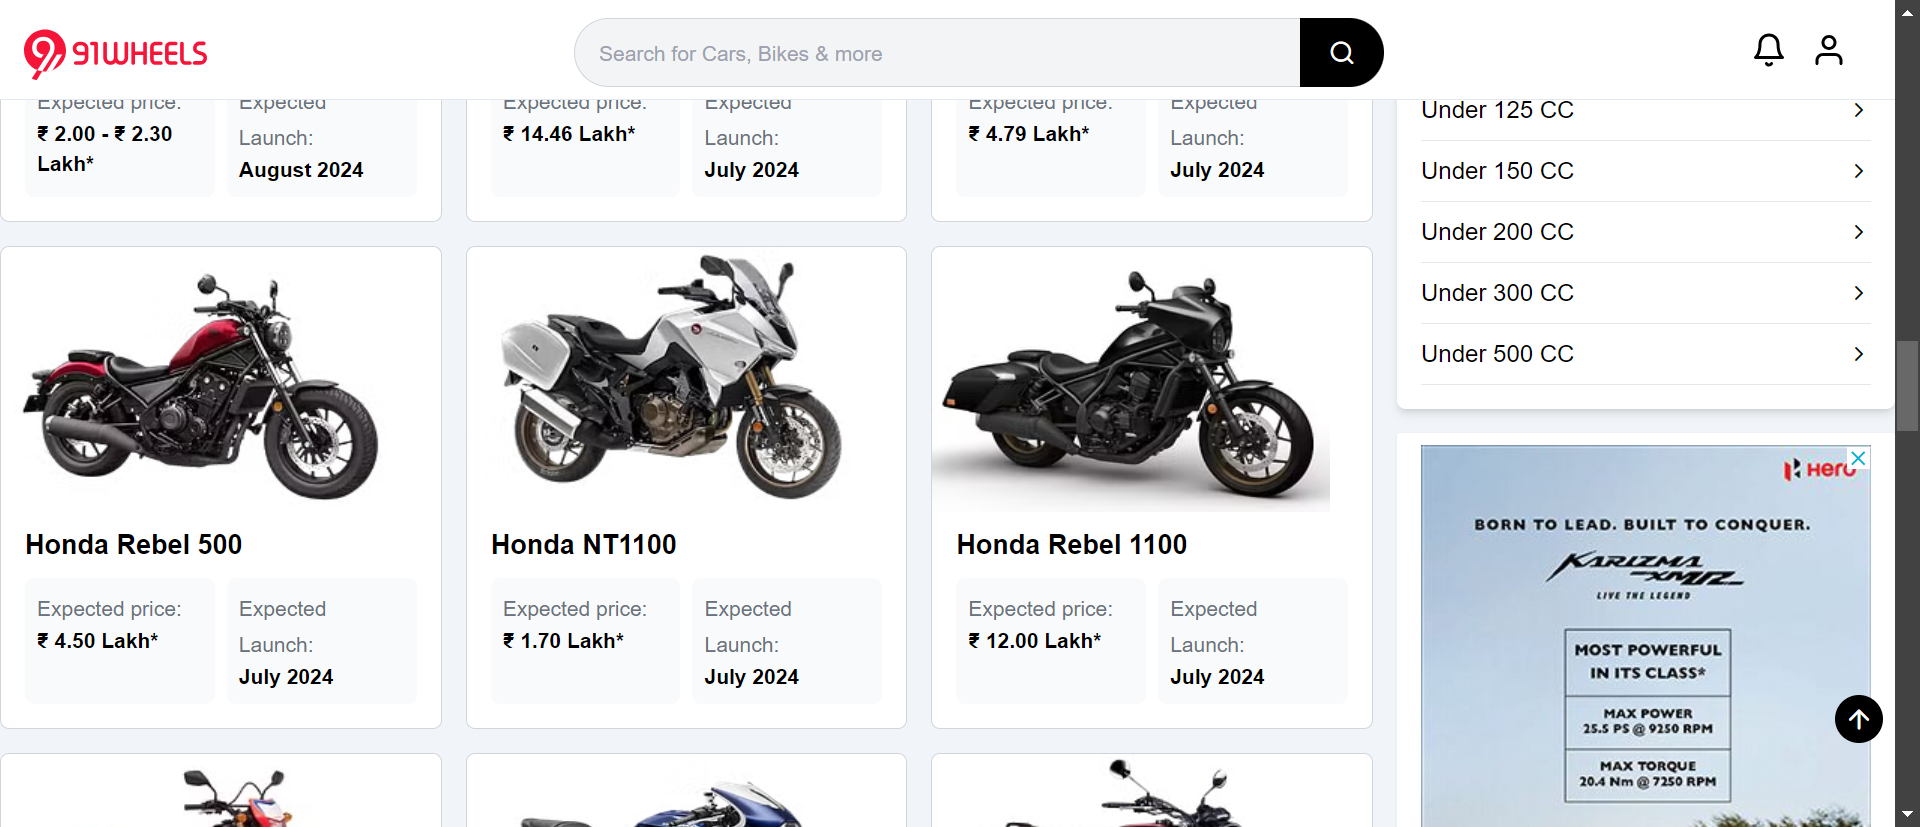 91WHEELS
Search for Cars, Bikes & more
Expected price:
₹ 2.00 - ₹ 2.30
Lakh*
Expected
Launch:
August 2024
Expected price:
₹ 14.46 Lakh*
Expected
Launch:
July 2024
Expected price:
₹ 4.79 Lakh*
Expected
Launch:
July 2024
Honda Rebel 500
Expected price:
₹ 4.50 Lakh*
Expected
Launch:
July 2024
Honda NT1100
Expected price:
₹ 1.70 Lakh*
Expected
Launch:
July 2024
Honda Rebel 1100
Expected price:
₹ 12.00 Lakh*
Expected
Launch:
July 2024
Under 125 CC
Under 150 CC
Under 200 CC
Under 300 CC
Under 500 CC
Hero
BORN TO LEAD. BUILT TO CONQUER.
KARIZMA
XMR
LIVE THE LEGEND
MOST POWERFUL
IN ITS CLASS*
MAX POWER
25.5 PS @ 9250 RPM
MAX TORQUE
20.4 Nm @ 7250 RPM